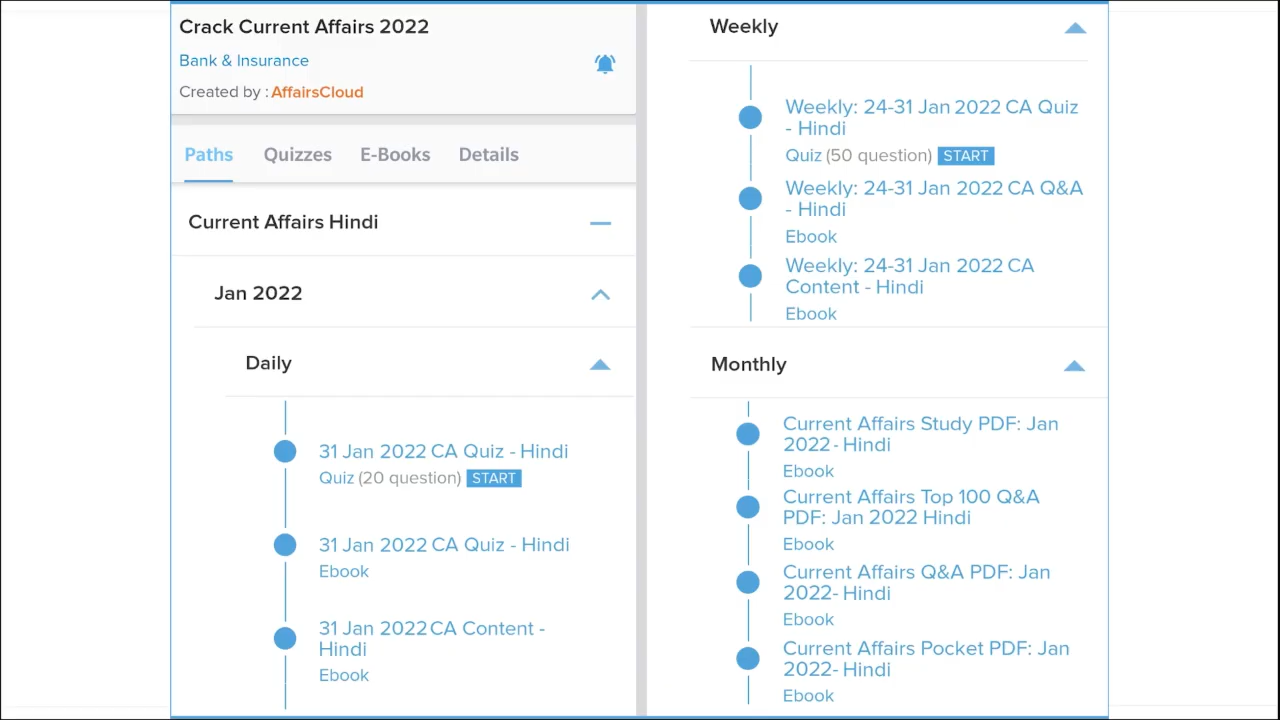 Crack Current Affairs 2022
Bank & Insurance
Created by : AffairsCloud
Paths Quizzes E-Books Details
Current Affairs Hindi
Jan 2022
Daily
31 Jan 2022 CA Quiz - Hindi
Quiz (20 question) START
31 Jan 2022 CA Quiz - Hindi
Ebook
31 Jan 2022 CA Content -
Hindi
Ebook
Weekly
Weekly: 24-31 Jan 2022 CA Quiz
- Hindi
Quiz (50 question) START
Weekly: 24-31 Jan 2022 CA Q&A
- Hindi
Ebook
Weekly: 24-31 Jan 2022 CA
Content - Hindi
Ebook
Monthly
Current Affairs Study PDF: Jan
2022 - Hindi
Ebook
Current Affairs Top 100 Q&A
PDF: Jan 2022 Hindi
Ebook
Current Affairs Q&A PDF: Jan
2022- Hindi
Ebook
Current Affairs Pocket PDF: Jan
2022- Hindi
Ebook